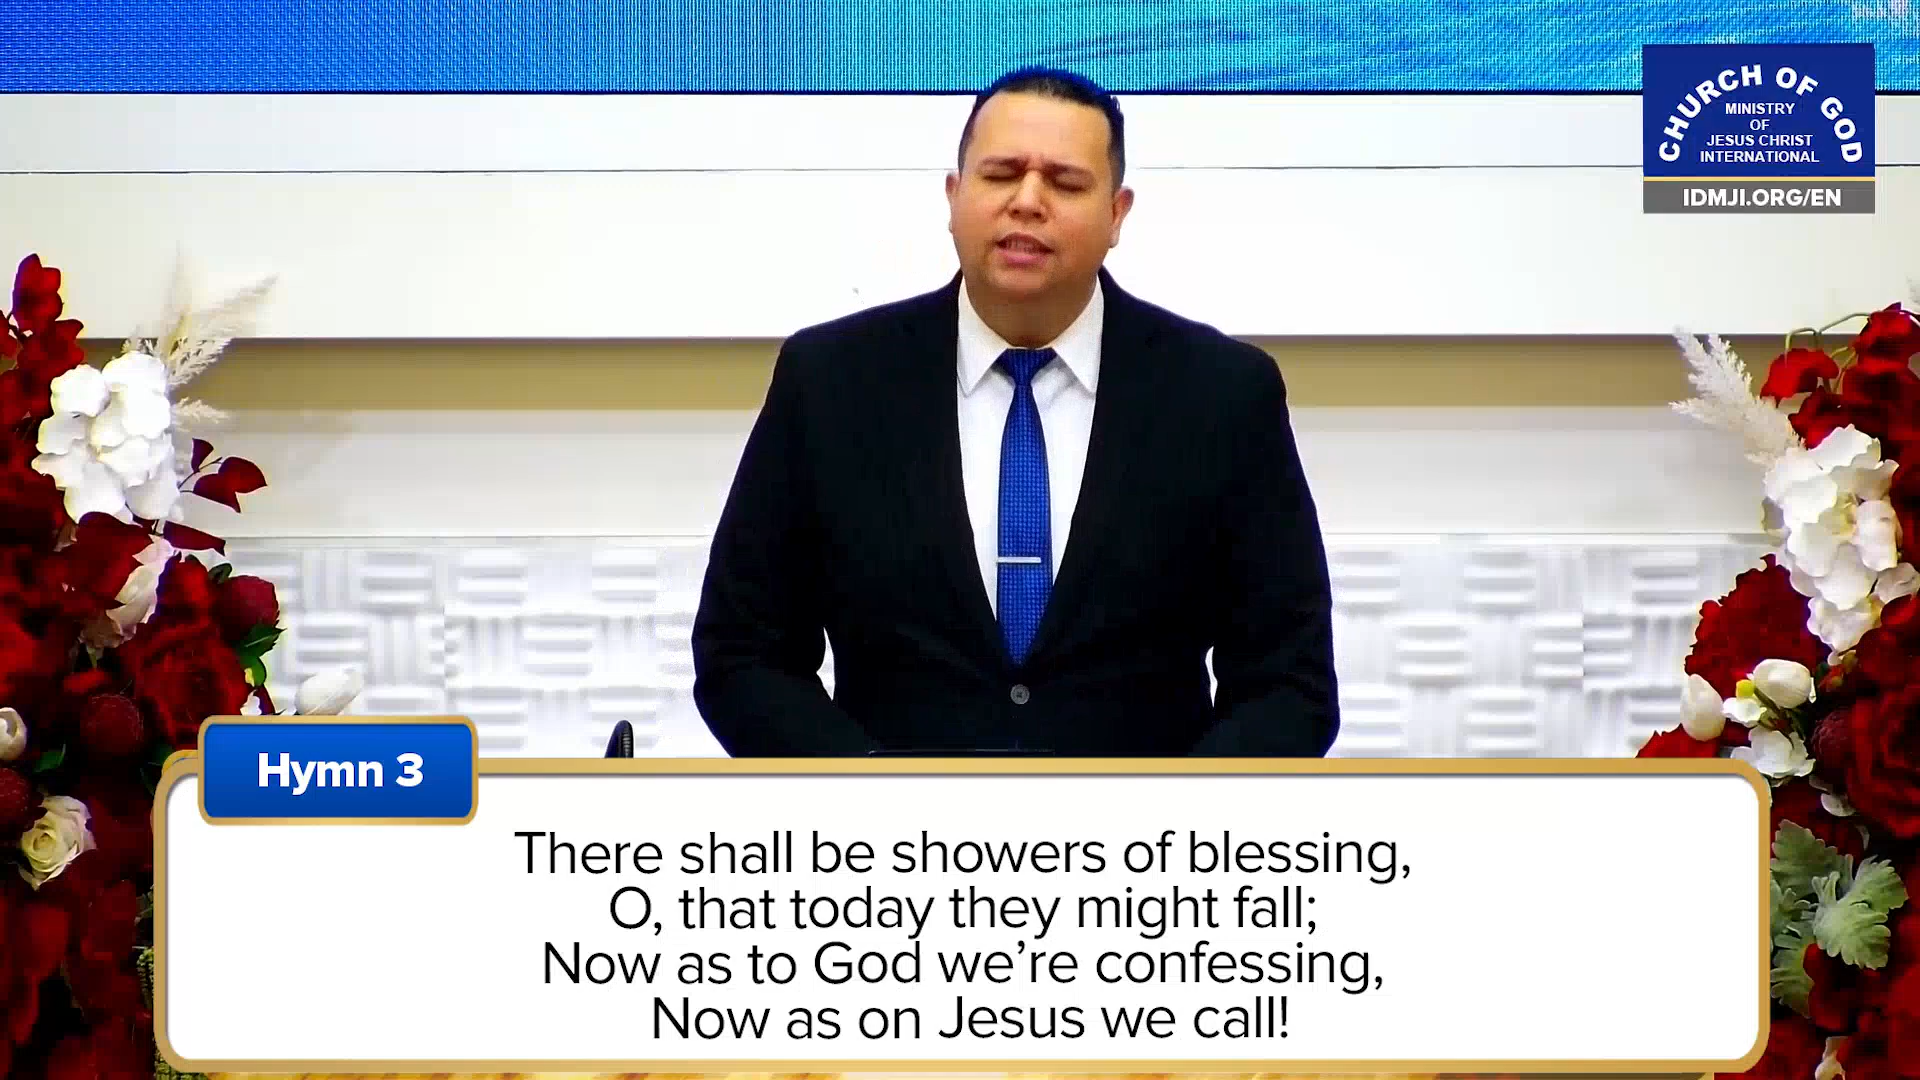 CHURCH OF GOD
MINISTRY
OF
JESUS CHRIST
INTERNATIONAL
IDMJI.ORG/EN
Hymn 3
There shall be showers of blessing,
O, that today they might fall;
Now as to God we’re confessing,
Now as on Jesus we call!